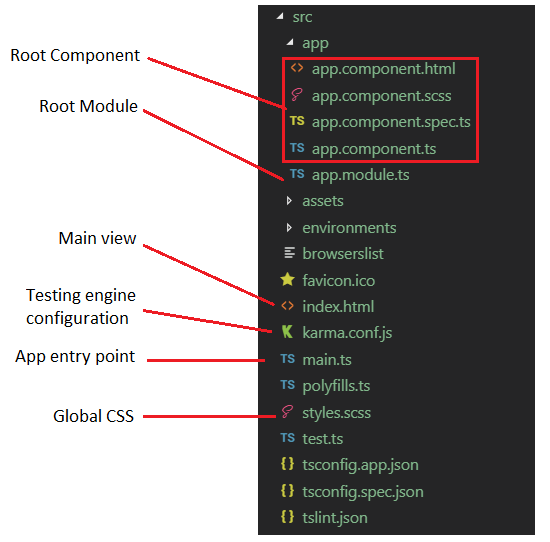 src
app
Root Component
app.component.html
app.component.scss
TS app.component.spec.ts
TS app.component.ts
Root Module
TS app.module.ts
assets
environments
Main view
browserslist
favicon.ico
index.html
Testing engine
configuration
karma.conf.js
App entry point
TS main.ts
TS polyfills.ts
Global CSS
styles.scss
TS test.ts
{ } tsconfig.app.json
{ } tsconfig.spec.json
{ } tslint.json